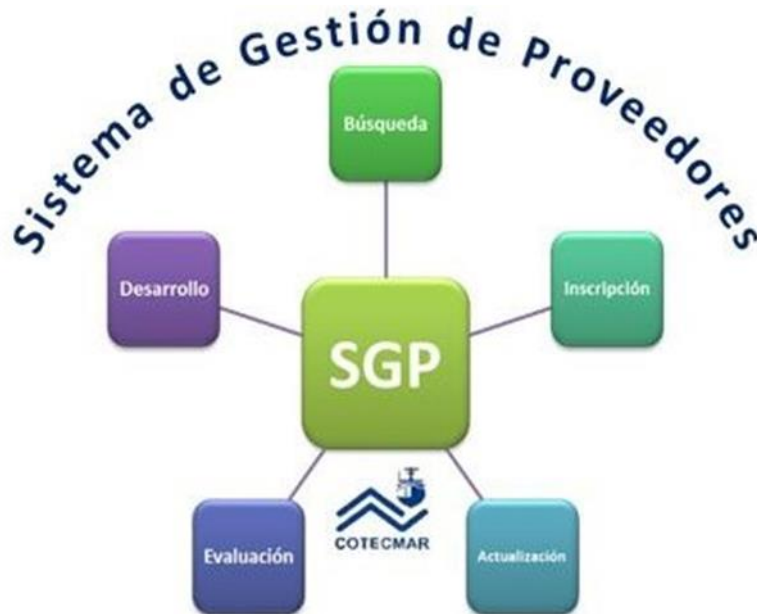 Sistema de Gestión de Proveedores
Búsqueda
Desarrollo
Inscripción
SGP
Evaluación
COTECMAR
Actualización